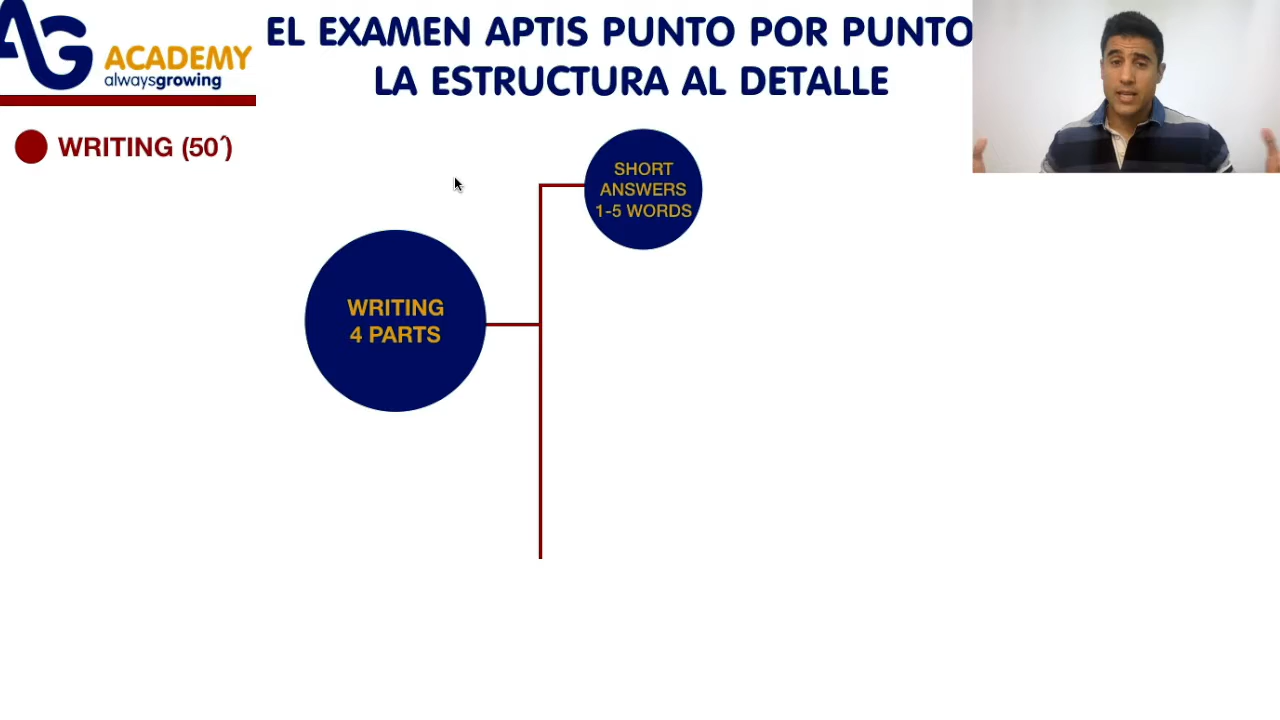 AG ACADEMY
alwaysgrowing
EL EXAMEN APTIS PUNTO POR PUNTO
LA ESTRUCTURA AL DETALLE
WRITING (50´)
SHORT
ANSWERS
1-5 WORDS
WRITING
4 PARTS